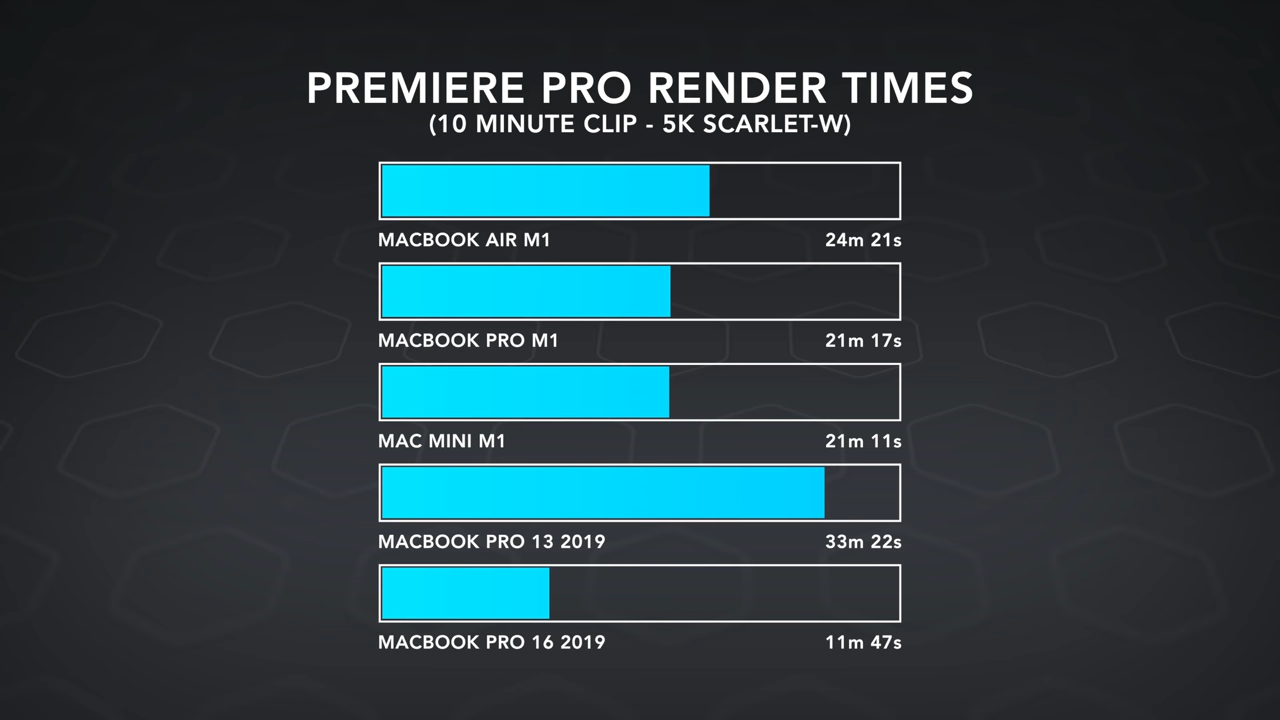 PREMIERE PRO RENDER TIMES
(10 MINUTE CLIP - 5K SCARLET-W)
MACBOOK AIR M1 24m 21s
MACBOOK PRO M1 21m 17s
MAC MINI M1 21m 11s
MACBOOK PRO 13 2019 33m 22s
MACBOOK PRO 16 2019 11m 47s